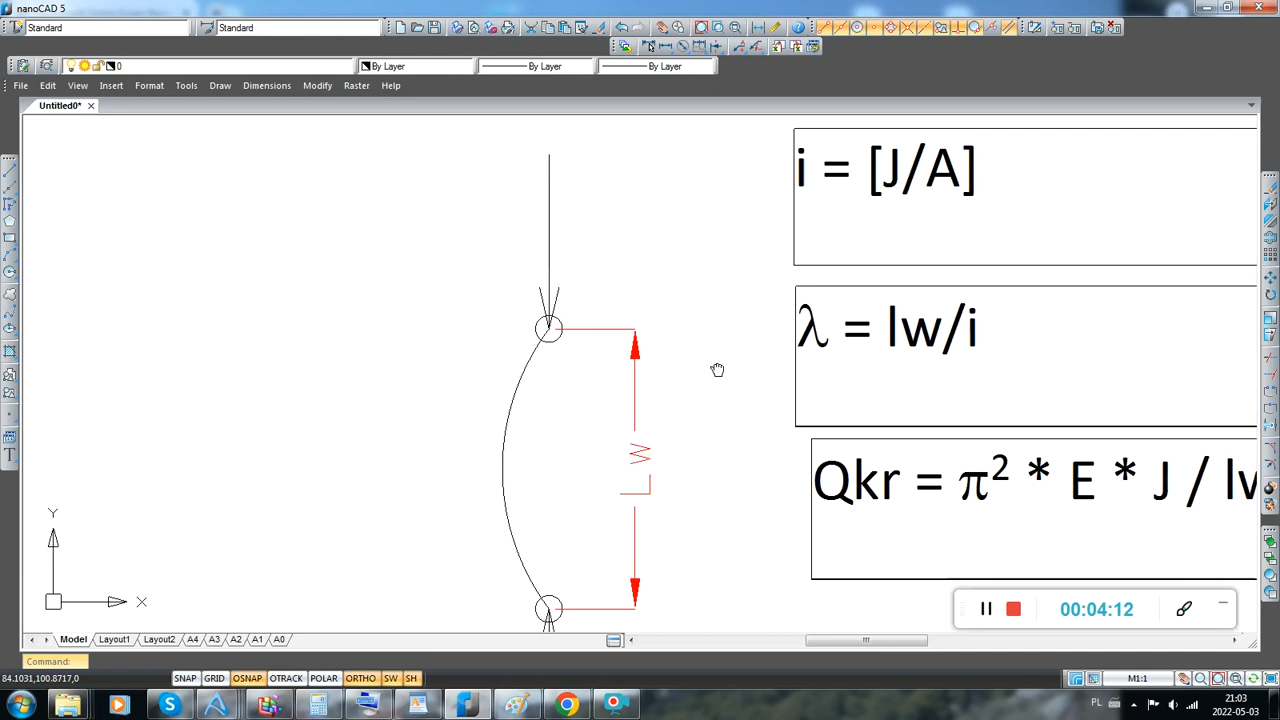 nanoCAD 5
Standard
Standard
0
By Layer
By Layer
By Layer
File Edit View Insert Format Tools Draw Dimensions Modify Raster Help
Untitled0*
i = [J/A]
λ = lw/i
LW
Qkr = π² * E * J / lw
Y
X
00:04:12
Model Layout1 Layout2 A4 A3 A2 A1 A0
Command:
84.1031,100.8717,0
SNAP GRID OSNAP OTRACK POLAR ORTHO SW SH
M1:1
PL
21:03
2022-05-03